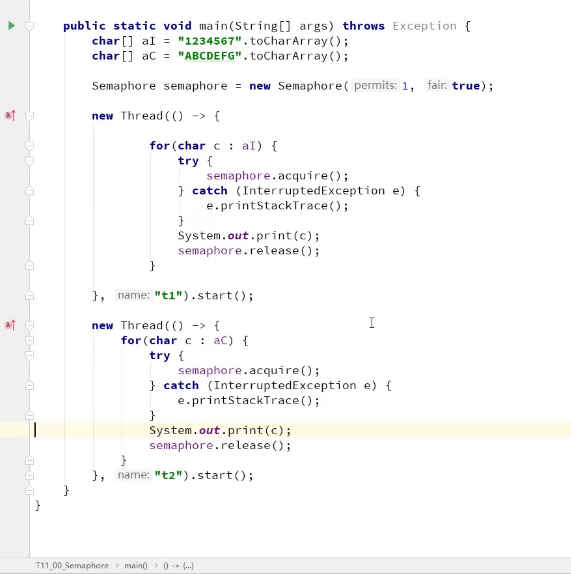 public static void main(String[] args) throws Exception {
char[] aI = "1234567".toCharArray();
char[] aC = "ABCDEFG".toCharArray();
Semaphore semaphore = new Semaphore( permits: 1, fair: true);
new Thread(() -> {
for(char c : aI) {
try {
semaphore.acquire();
} catch (InterruptedException e) {
e.printStackTrace();
}
System.out.print(c);
semaphore.release();
}
}, name: "t1").start();
new Thread(() -> {
for(char c : aC) {
try {
semaphore.acquire();
} catch (InterruptedException e) {
e.printStackTrace();
}
System.out.print(c);
semaphore.release();
}
}, name: "t2").start();
}
}
T11_00_Semaphore > main() > () -> {...}